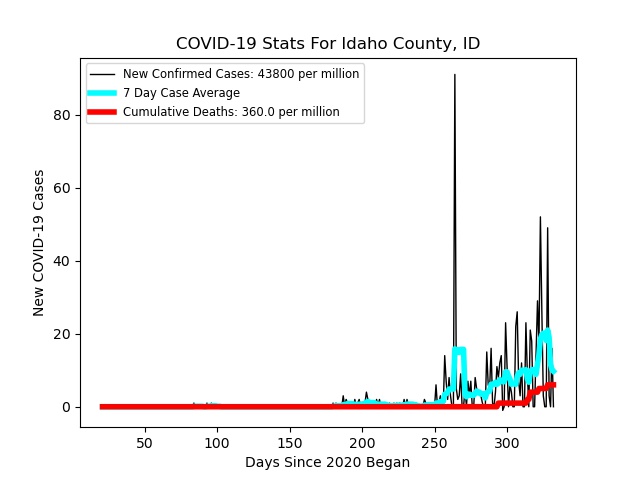 COVID-19 Stats For Idaho County, ID
New Confirmed Cases: 43800 per million
7 Day Case Average
Cumulative Deaths: 360.0 per million
New COVID-19 Cases
80
60
40
20
0
50 100 150 200 250 300
Days Since 2020 Began